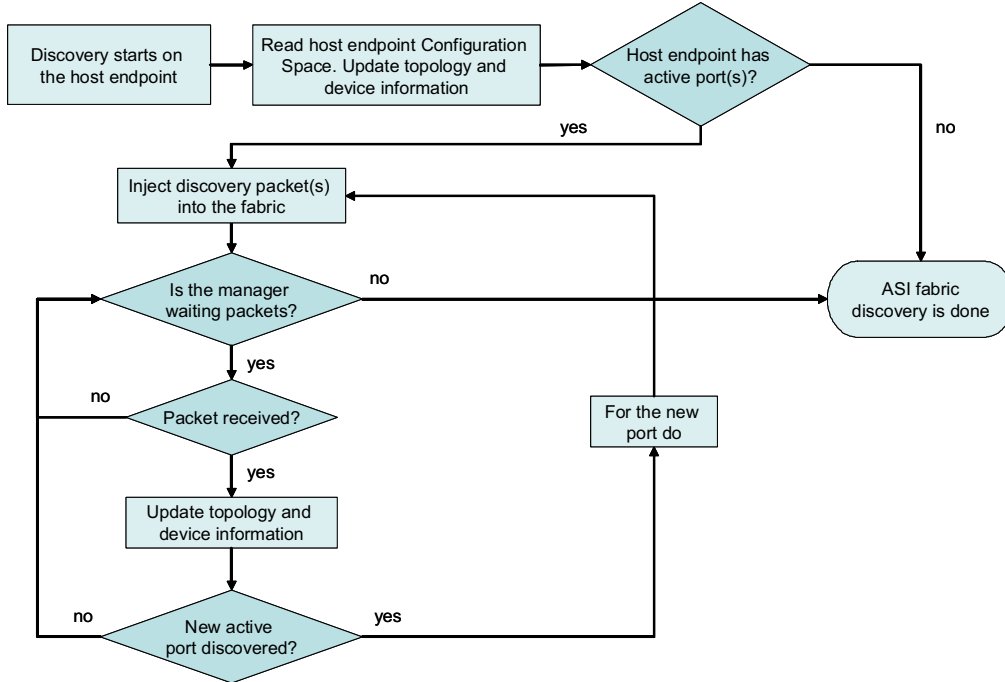 Discovery starts on
the host endpoint
Read host endpoint Configuration
Space. Update topology and
device information
Host endpoint has
active port(s)?
yes
no
Inject discovery packet(s)
into the fabric
Is the manager
waiting packets?
no
ASI fabric
discovery is done
yes
no
Packet received?
For the new
port do
yes
Update topology and
device information
no
New active
port discovered?
yes